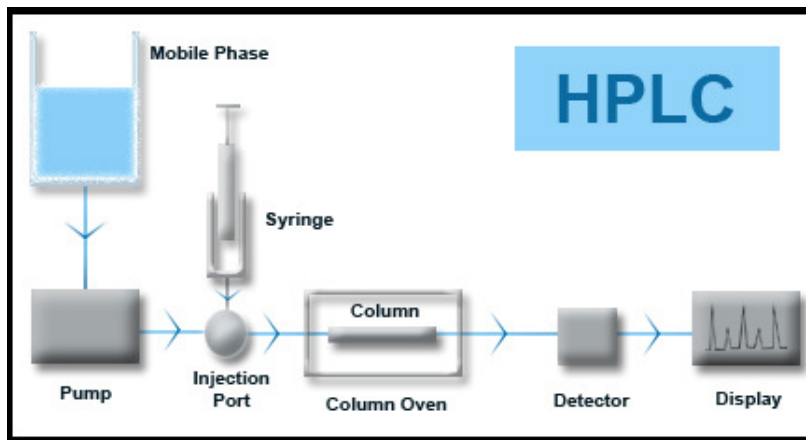 Mobile Phase
HPLC
Syringe
Column
Pump
Injection
Port
Column Oven
Detector
Display